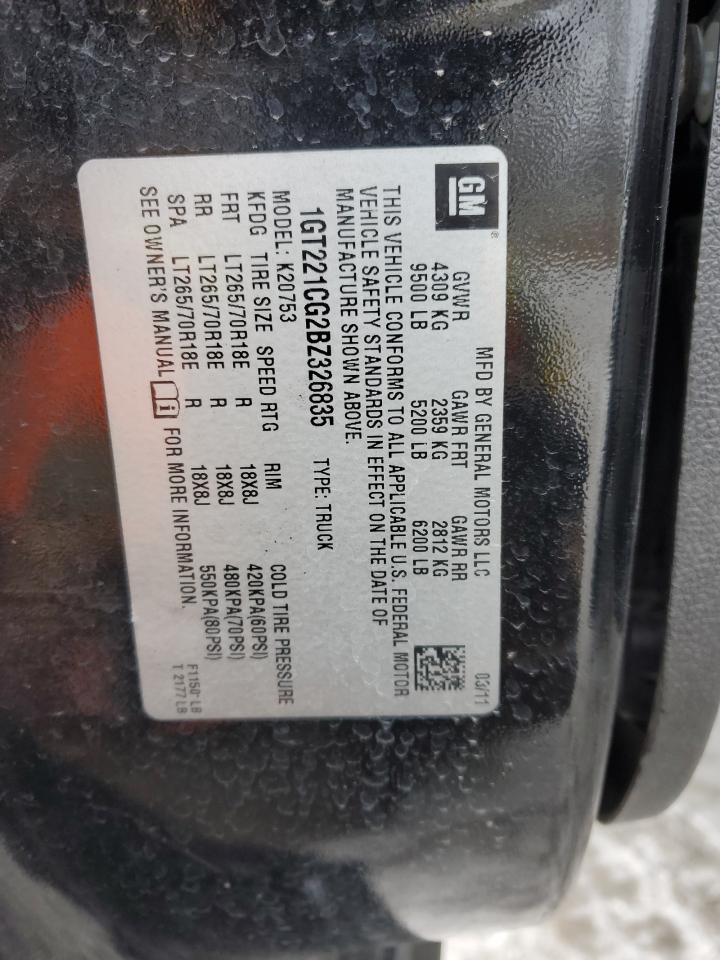 GM ®
MFD BY GENERAL MOTORS LLC 03/11
GVWR GAWR FRT GAWR RR
4309 KG 2359 KG 2812 KG
9500 LB 5200 LB 6200 LB
THIS VEHICLE CONFORMS TO ALL APPLICABLE U.S. FEDERAL MOTOR
VEHICLE SAFETY STANDARDS IN EFFECT ON THE DATE OF
MANUFACTURE SHOWN ABOVE.
1GT221CG2BZ326835 TYPE: TRUCK
MODEL: K20753
KFDG TIRE SIZE SPEED RTG RIM COLD TIRE PRESSURE
FRT LT265/70R18E R 18X8J 420KPA(60PSI)
RR LT265/70R18E R 18X8J 480KPA(70PSI)
SPA LT265/70R18E R 18X8J 550KPA(80PSI)
SEE OWNER'S MANUAL FOR MORE INFORMATION.
F1150 LB
T 2177 LB